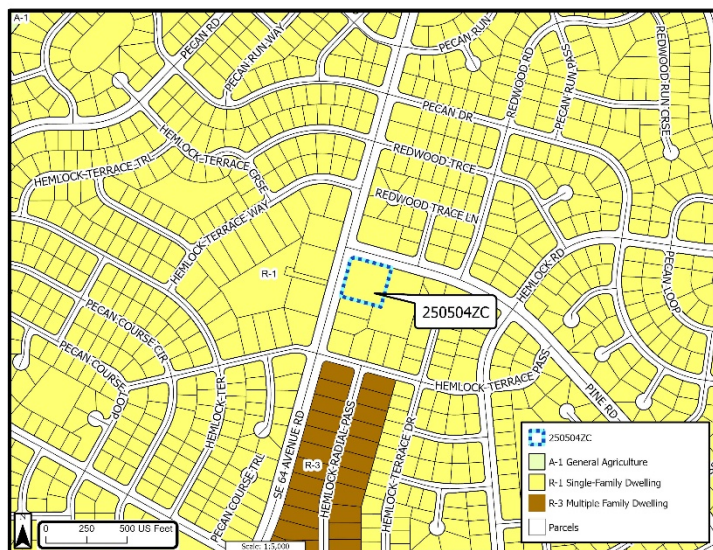 A-1
PECAN RD
PECAN RUN WAY
PECAN RUN
REDWOOD RD
PECAN RUN PASS
REDWOOD RUN CRSE
PECAN DR
HEMLOCK TERRACE TRL
HEMLOCK-TERRACE CRSE
REDWOOD-TRCE
REDWOOD TRACE LN
HEMLOCK-TERRACE WAY
R-1
HEMLOCK-RD
PECAN LOOP
250504ZC
PECAN COURSE CIR
PECAN COURSE
LOOP
HEMLOCK-TER
HEMLOCK-TERRACE PASS
PINE RD
SE 64 AVENUE RD
R-3
HEMLOCK-RADIAL-PASS
HEMLOCK-TERRACE DR
PECAN COURSE TRL
250504ZC
A-1 General Agriculture
R-1 Single-Family Dwelling
R-3 Multiple Family Dwelling
Parcels
N
0 250 500 US Feet
Scale: 1:5,000